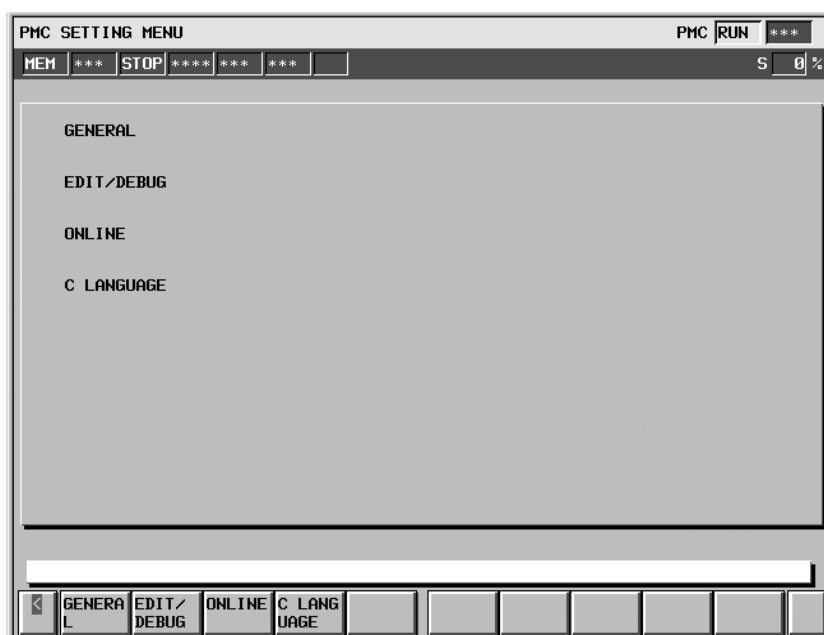 PMC SETTING MENU PMC RUN ***
MEM *** STOP **** *** *** S 0 %
GENERAL
EDIT/DEBUG
ONLINE
C LANGUAGE
< GENERA EDIT/ ONLINE C LANG
L DEBUG UAGE